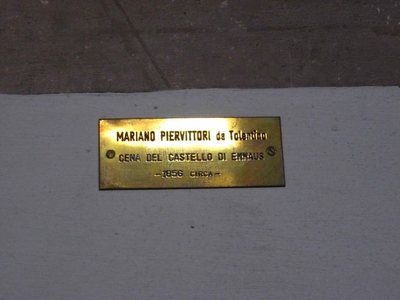 MARIANO PIERVITTORI da Tolentino
CENA DEL CASTELLO DI EMMAUS
-1856 CIRCA-